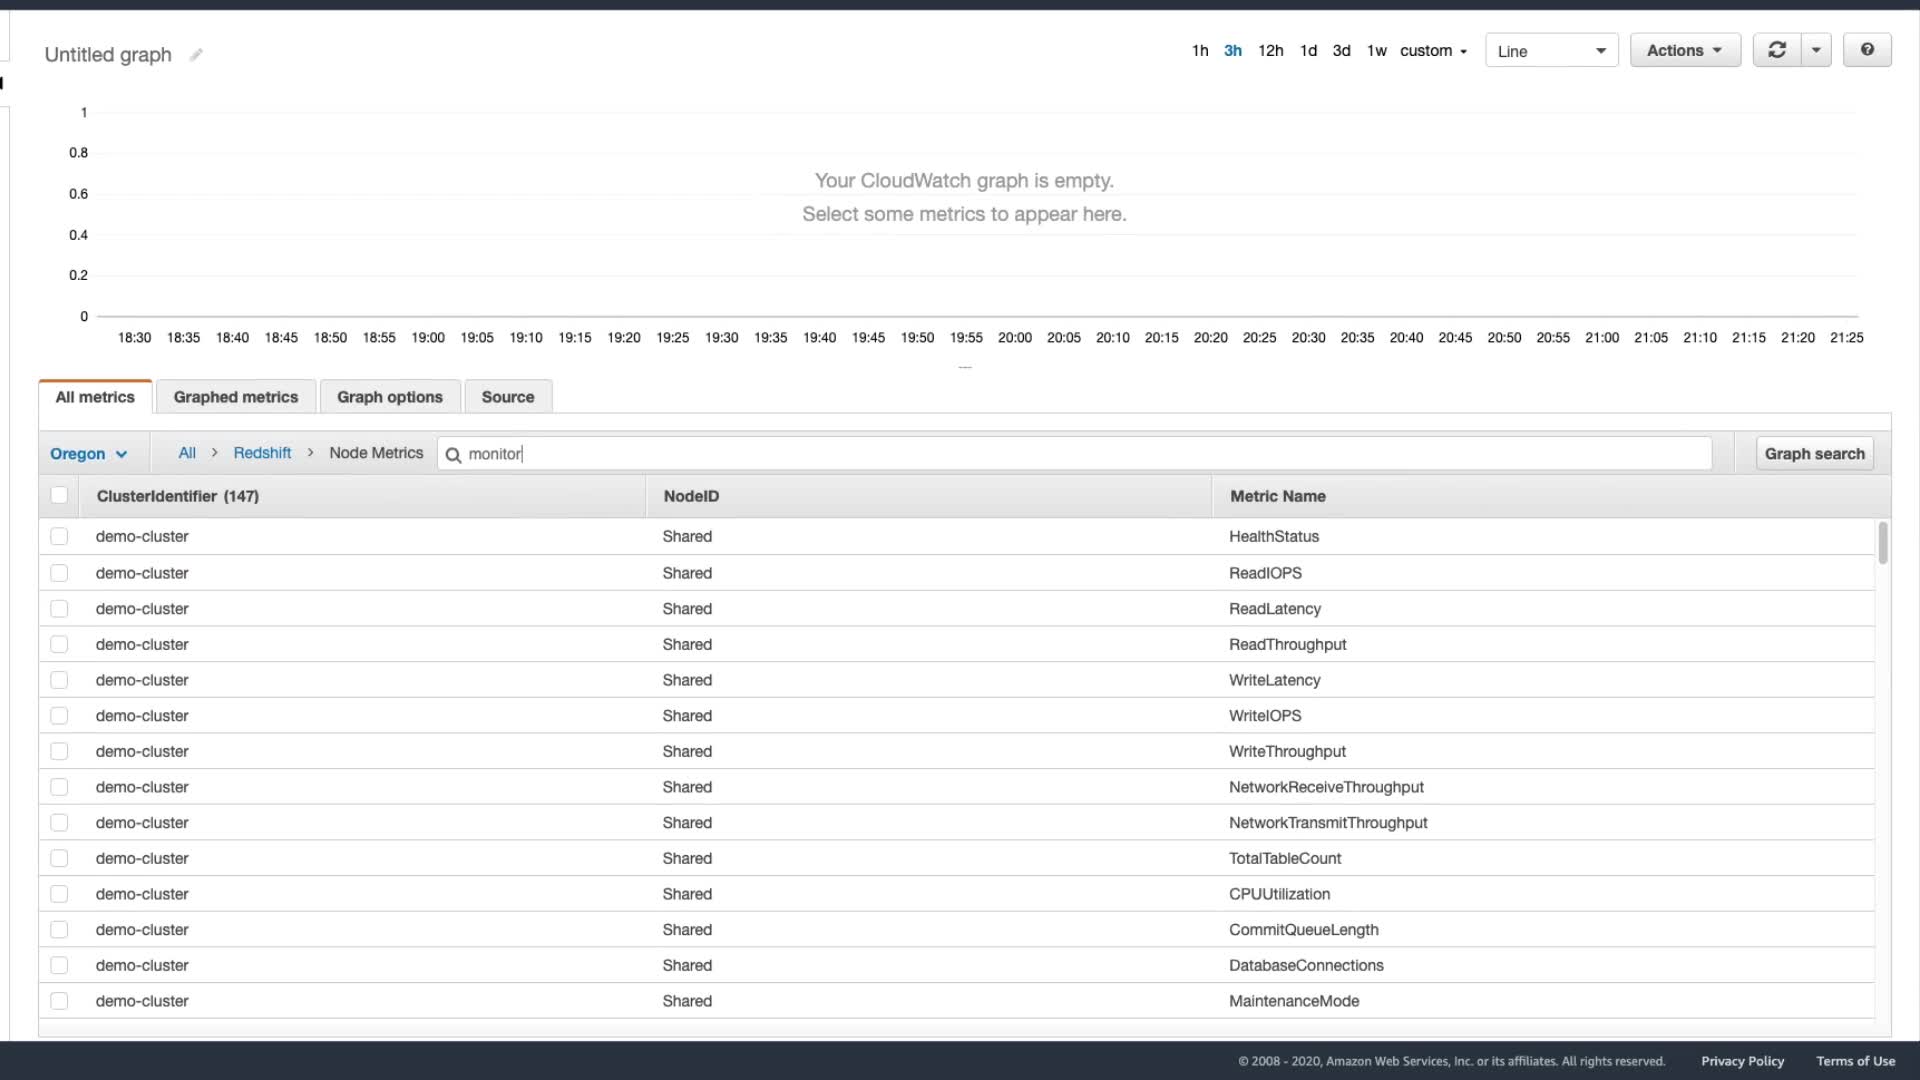 Untitled graph
1h 3h 12h 1d 3d 1w custom Line Actions
1
0.8
0.6
0.4
0.2
0
Your CloudWatch graph is empty.
Select some metrics to appear here.
18:30 18:35 18:40 18:45 18:50 18:55 19:00 19:05 19:10 19:15 19:20 19:25 19:30 19:35 19:40 19:45 19:50 19:55 20:00 20:05 20:10 20:15 20:20 20:25 20:30 20:35 20:40 20:45 20:50 20:55 21:00 21:05 21:10 21:15 21:20 21:25
All metrics Graphed metrics Graph options Source
Oregon All > Redshift > Node Metrics monitor Graph search
ClusterIdentifier (147) NodeID Metric Name
demo-cluster Shared HealthStatus
demo-cluster Shared ReadIOPS
demo-cluster Shared ReadLatency
demo-cluster Shared ReadThroughput
demo-cluster Shared WriteLatency
demo-cluster Shared WriteIOPS
demo-cluster Shared WriteThroughput
demo-cluster Shared NetworkReceiveThroughput
demo-cluster Shared NetworkTransmitThroughput
demo-cluster Shared TotalTableCount
demo-cluster Shared CPUUtilization
demo-cluster Shared CommitQueueLength
demo-cluster Shared DatabaseConnections
demo-cluster Shared MaintenanceMode
© 2008 - 2020, Amazon Web Services, Inc. or its affiliates. All rights reserved. Privacy Policy Terms of Use